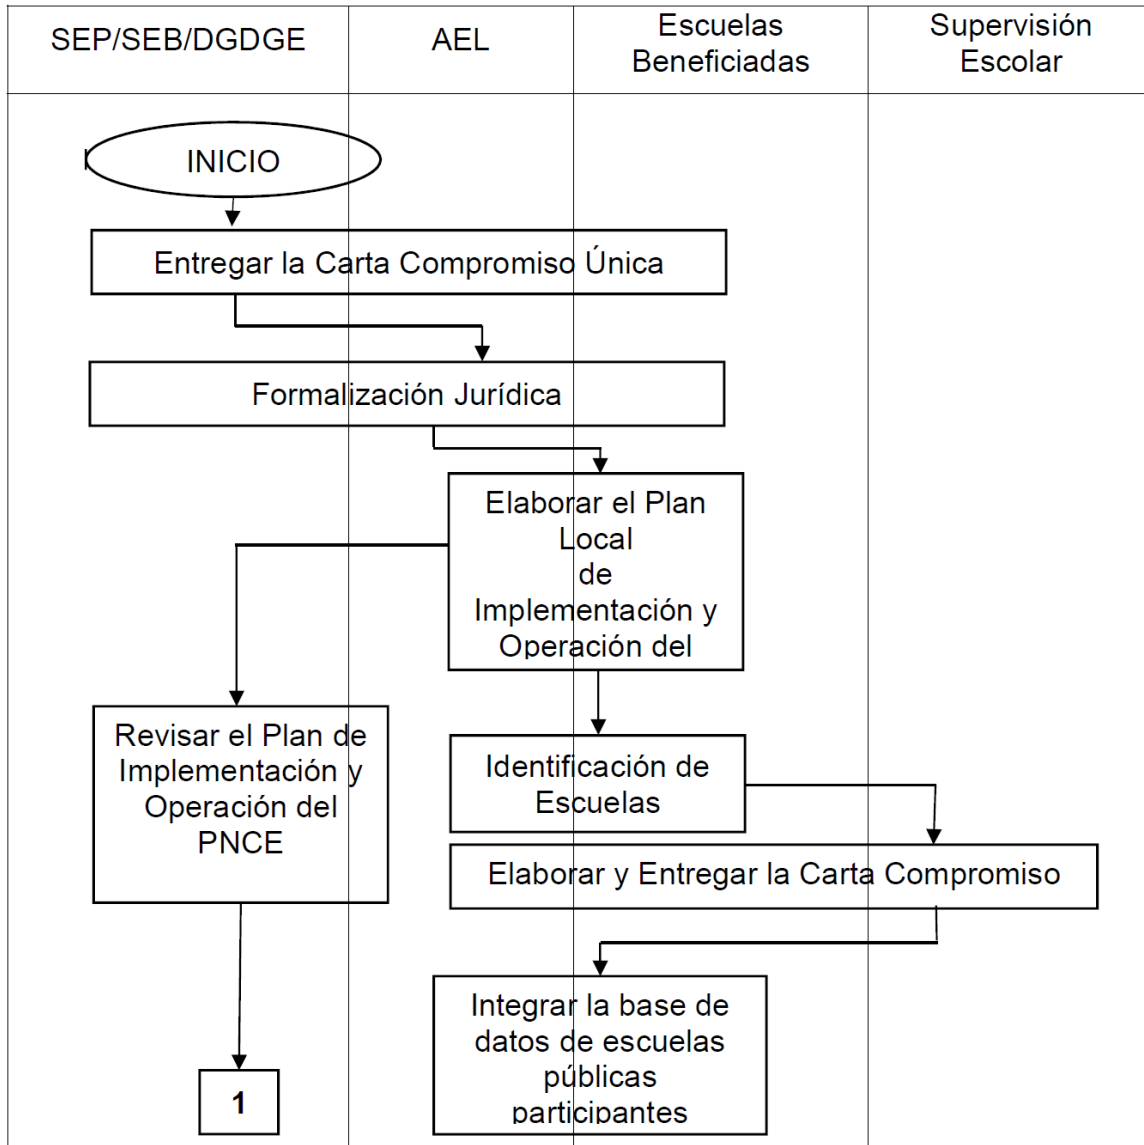 SEP/SEB/DGDGE
AEL
Escuelas
Beneficiadas
Supervisión
Escolar
INICIO
Entregar la Carta Compromiso Única
Formalización Jurídica
Elaborar el Plan
Local
de
Implementación y
Operación del
Revisar el Plan de
Implementación y
Operación del
PNCE
Identificación de
Escuelas
Elaborar y Entregar la Carta Compromiso
Integrar la base de
datos de escuelas
públicas
participantes
1